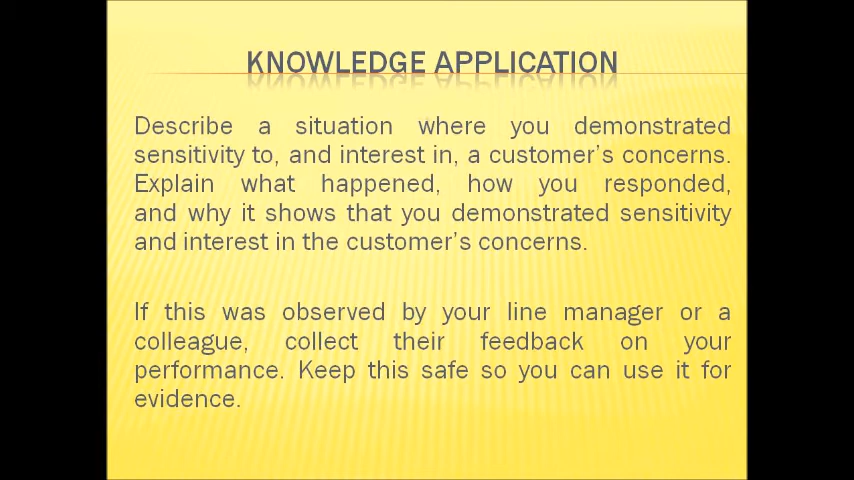 KNOWLEDGE APPLICATION
Describe a situation where you demonstrated
sensitivity to, and interest in, a customer's concerns.
Explain what happened, how you responded,
and why it shows that you demonstrated sensitivity
and interest in the customer's concerns.
If this was observed by your line manager or a
colleague, collect their feedback on your
performance. Keep this safe so you can use it for
evidence.